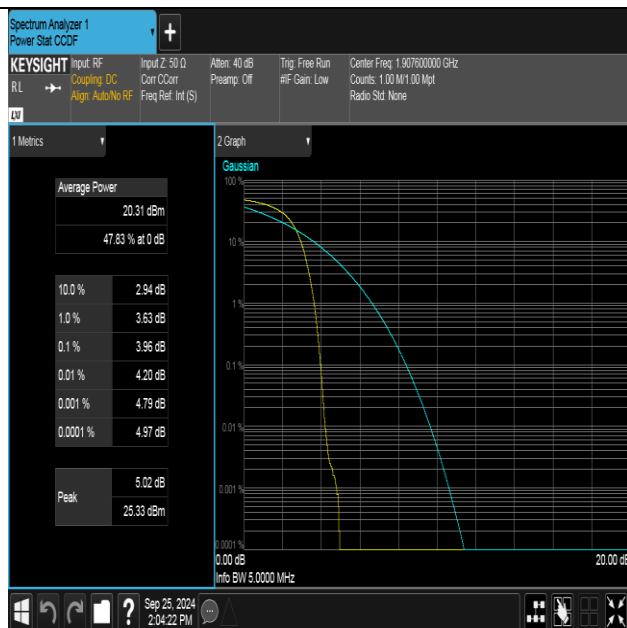 Spectrum Analyzer 1
Power Stat CCDF
KEYSIGHT
RL
LXI
Input: RF
Coupling: DC
Align: Auto/No RF
Input Z: 50 Ω
Corr CCorr
Freq Ref: Int (S)
Atten: 40 dB
Preamp: Off
Trig: Free Run
#IF Gain: Low
Center Freq: 1.907600000 GHz
Counts: 1.00 M/1.00 Mpt
Radio Std: None
1 Metrics
Average Power
20.31 dBm
47.83 % at 0 dB
10.0 % 2.94 dB
1.0 % 3.63 dB
0.1 % 3.96 dB
0.01 % 4.20 dB
0.001 % 4.79 dB
0.0001 % 4.97 dB
Peak 5.02 dB
25.33 dBm
2 Graph
Gaussian
100 %
10 %
1 %
0.1 %
0.01 %
0.001 %
0.0001 %
0.00 dB 20.00 dB
Info BW 5.0000 MHz
Sep 25, 2024
2:04:22 PM